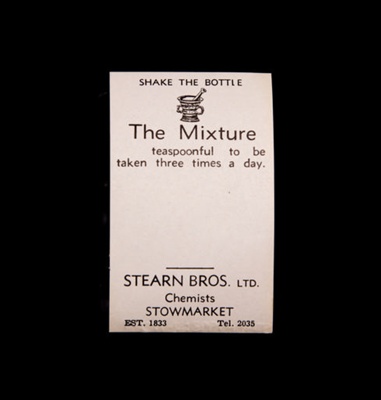 SHAKE THE BOTTLE
The Mixture
teaspoonful to be
taken three times a day.
STEARN BROS. LTD.
Chemists
STOWMARKET
EST. 1833 Tel. 2035